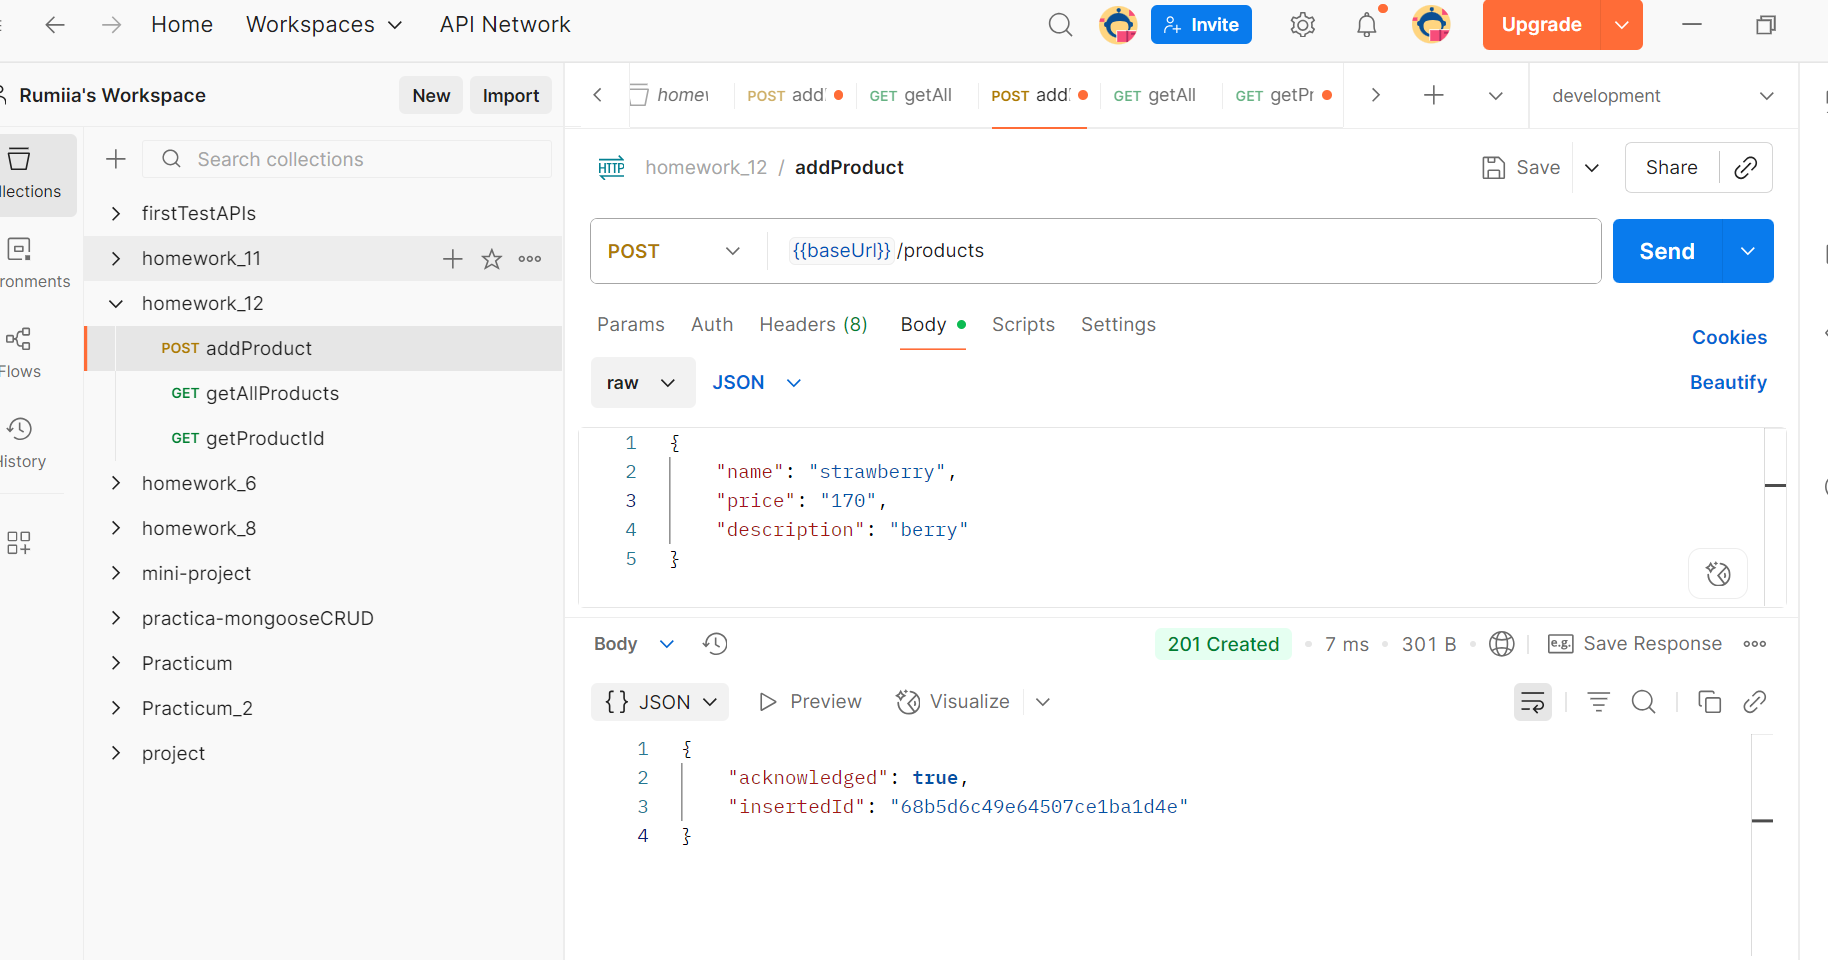 Home Workspaces API Network Invite Upgrade
Rumiia's Workspace New Import
POST add GET getAll POST add GET getAll GET getPr development
Search collections
llections
homework_12 / addProduct Save Share
firstTestAPIs
homework_11
POST {{baseUrl}}/products Send
ronments
homework_12
Params Auth Headers (8) Body Scripts Settings
Cookies
POST addProduct
Flows
raw JSON Beautify
GET getAllProducts
GET getProductId
History
1 {
2 "name": "strawberry",
3 "price": "170",
4 "description": "berry"
5 }
homework_6
homework_8
mini-project
practica-mongooseCRUD
Practicum
Practicum_2
project
Body 201 Created 7 ms 301 B e.g. Save Response
{} JSON Preview Visualize
1 {
2 "acknowledged": true,
3 "insertedId": "68b5d6c49e64507ce1ba1d4e"
4 }